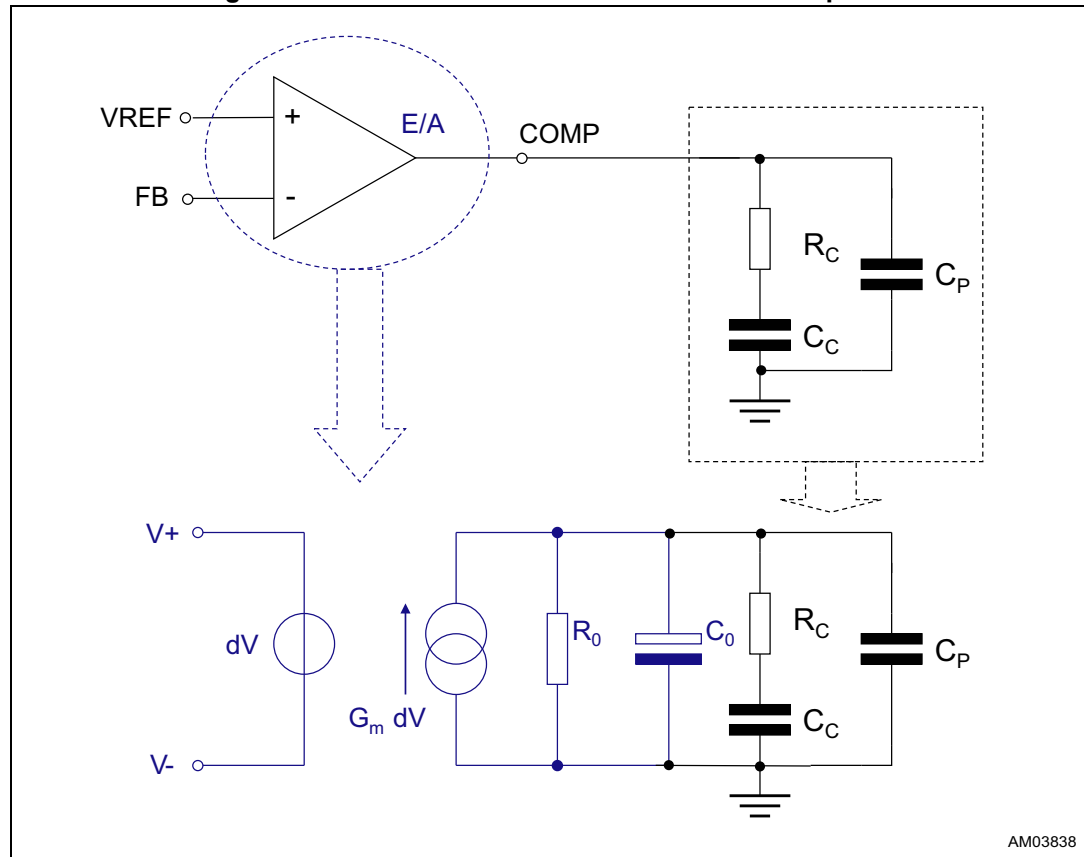 VREF
+
E/A
COMP
FB
-
R_C
C_P
C_C
V+
dV
V-
G_m dV
R_0
C_0
R_C
C_P
C_C
AM03838